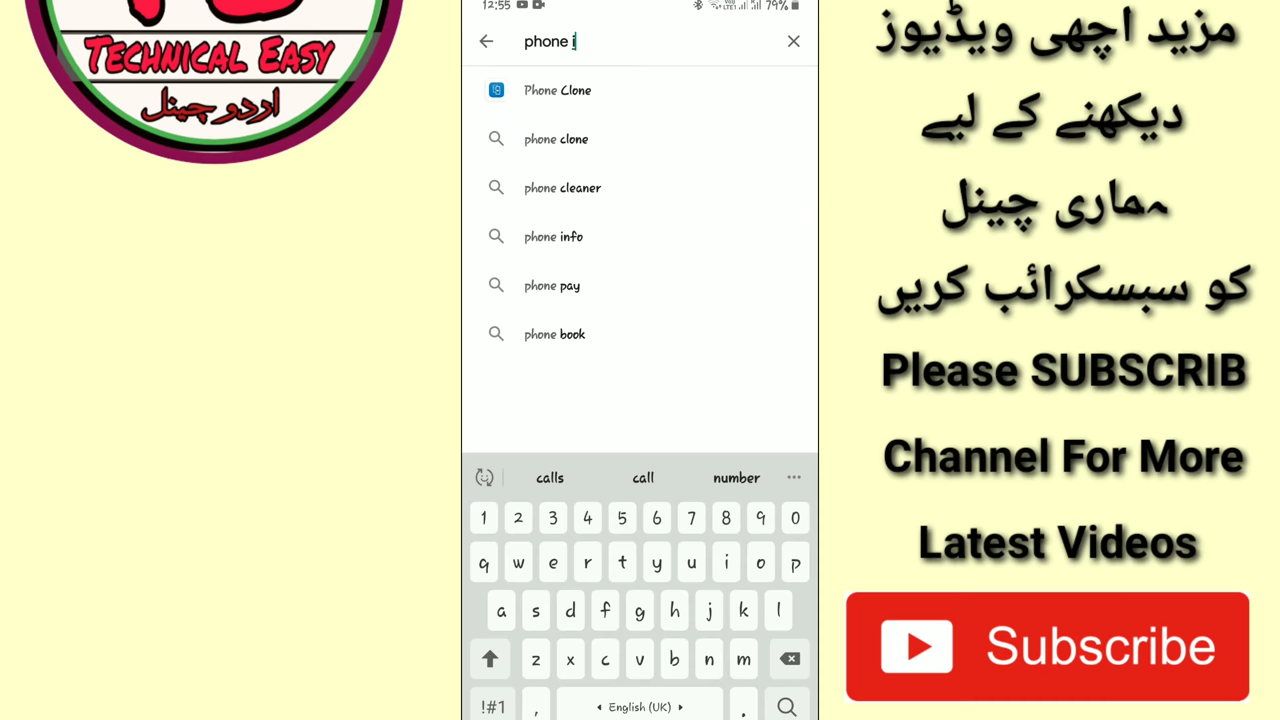 TECHNICAL EASY
اردو چینل
12:55
79%
phone i
Phone Clone
phone clone
phone cleaner
phone info
phone pay
phone book
calls call number
1 2 3 4 5 6 7 8 9 0
q w e r t y u i o p
a s d f g h j k l
z x c v b n m
!#1 , English (UK) .
مزید اچھی ویڈیوز
دیکھنے کے لیے
ہماری چینل
کو سبسکرائب کریں
Please SUBSCRIB
Channel For More
Latest Videos
Subscribe